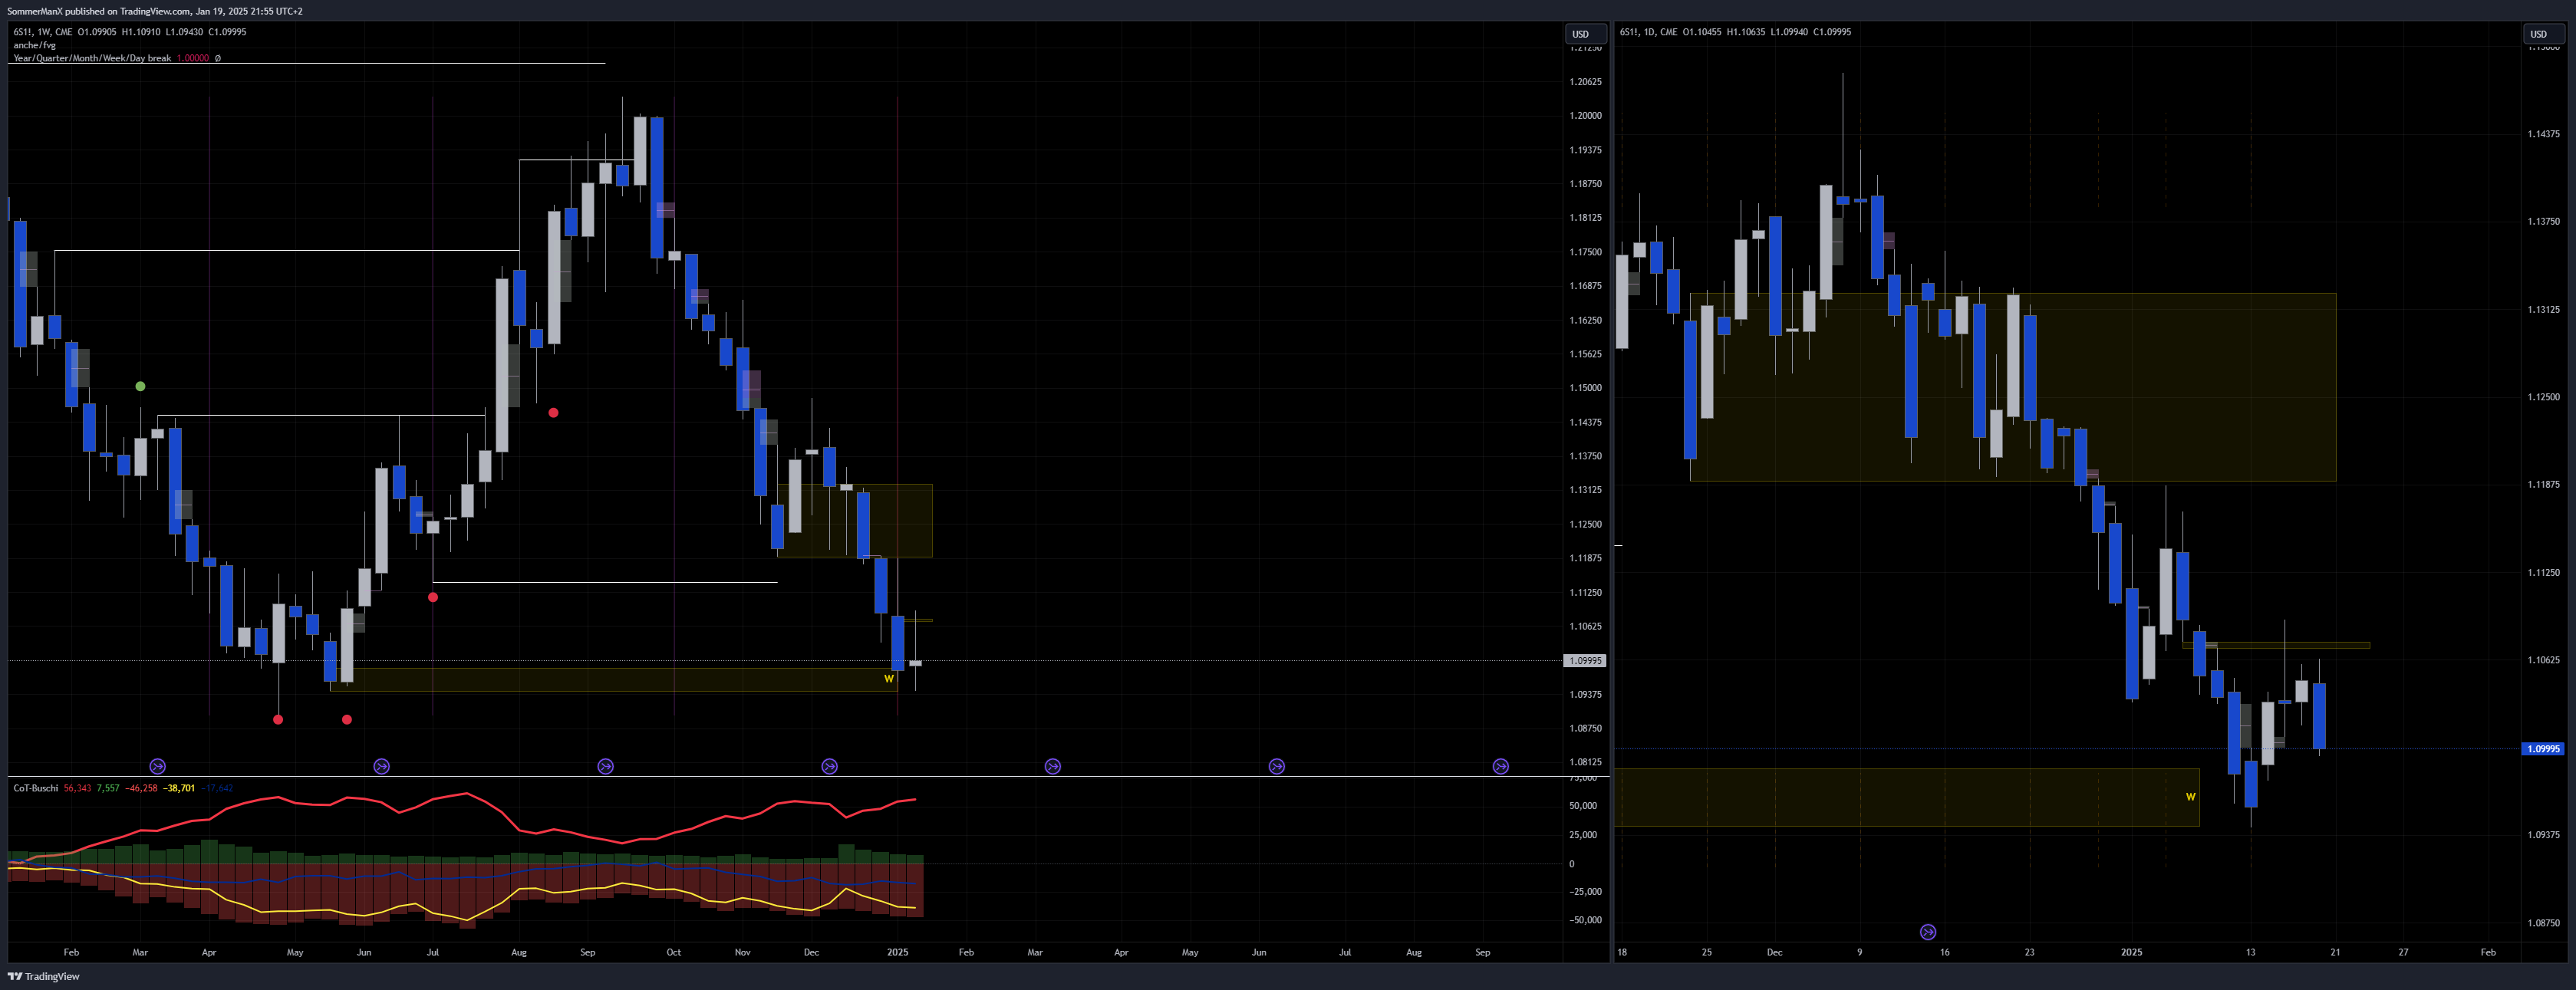 SommerManX published on TradingView.com, Jan 19, 2025 21:55 UTC+2
6S1!, 1W, CME O1.09905 H1.10910 L1.09430 C1.09995
anche/fvg
Year/Quarter/Month/Week/Day break 1.00000 Ø
USD
1.20625
1.20000
1.19375
1.18750
1.18125
1.17500
1.16875
1.16250
1.15625
1.15000
1.14375
1.13750
1.13125
1.12500
1.11875
1.11250
1.10625
1.09995
1.09375
1.08750
1.08125
W
CoT-Buschi 56,343 7,557 −46,258 −38,701 −17,642
75,000
50,000
25,000
0
−25,000
−50,000
Feb Mar Apr May Jun Jul Aug Sep Oct Nov Dec 2025 Feb Mar Apr May Jun Jul Aug Sep
6S1!, 1D, CME O1.10455 H1.10635 L1.09940 C1.09995
USD
1.14375
1.13750
1.13125
1.12500
1.11875
1.11250
1.10625
1.09995
1.09375
1.08750
W
18 25 Dec 9 16 23 2025 13 21 27 Feb
TradingView